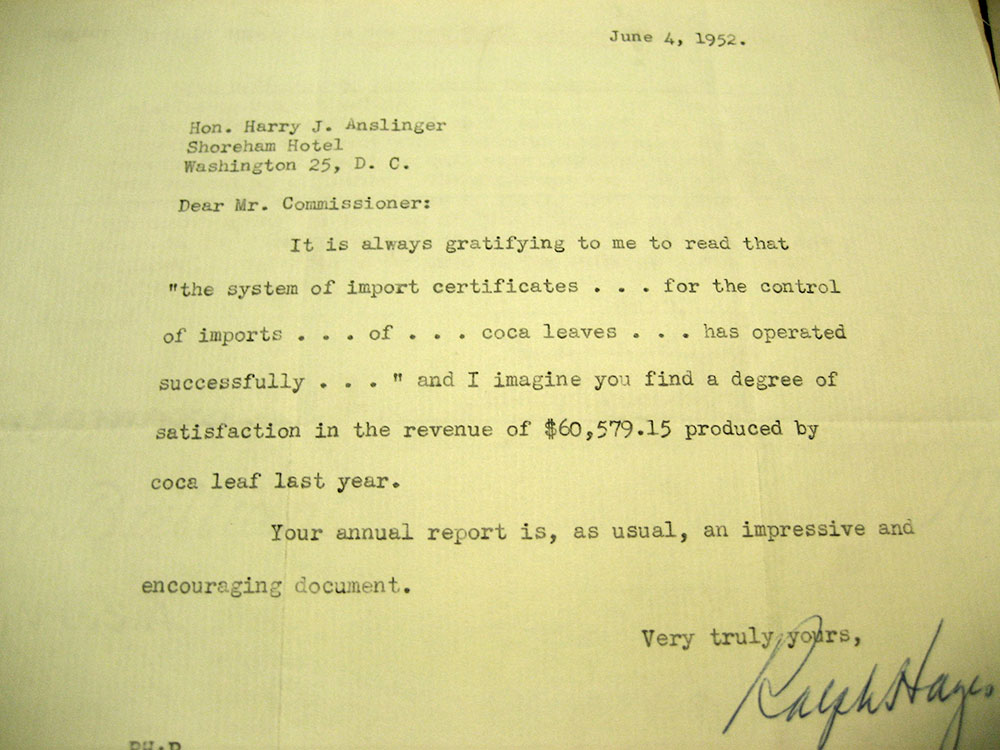 June 4, 1952.
Hon. Harry J. Anslinger
Shoreham Hotel
Washington 25, D. C.
Dear Mr. Commissioner:
It is always gratifying to me to read that
"the system of import certificates . . . for the control
of imports . . . of . . . coca leaves . . . has operated
successfully . . . " and I imagine you find a degree of
satisfaction in the revenue of $60,579.15 produced by
coca leaf last year.
Your annual report is, as usual, an impressive and
encouraging document.
Very truly yours,
Ralph Hayes